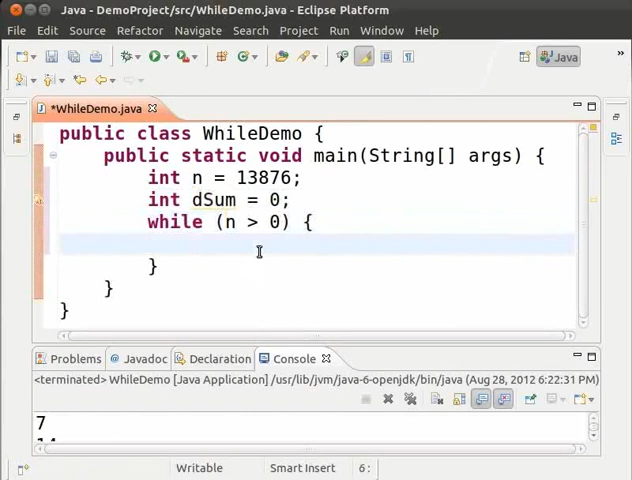 Java - DemoProject/src/WhileDemo.java - Eclipse Platform
File Edit Source Refactor Navigate Search Project Run Window Help
Java
*WhileDemo.java
public class WhileDemo {
public static void main(String[] args) {
int n = 13876;
int dSum = 0;
while (n > 0) {
}
}
}
Problems Javadoc Declaration Console
<terminated> WhileDemo [Java Application] /usr/lib/jvm/java-6-openjdk/bin/java (Aug 28, 2012 6:22:31 PM)
7
14
Writable Smart Insert 6 :